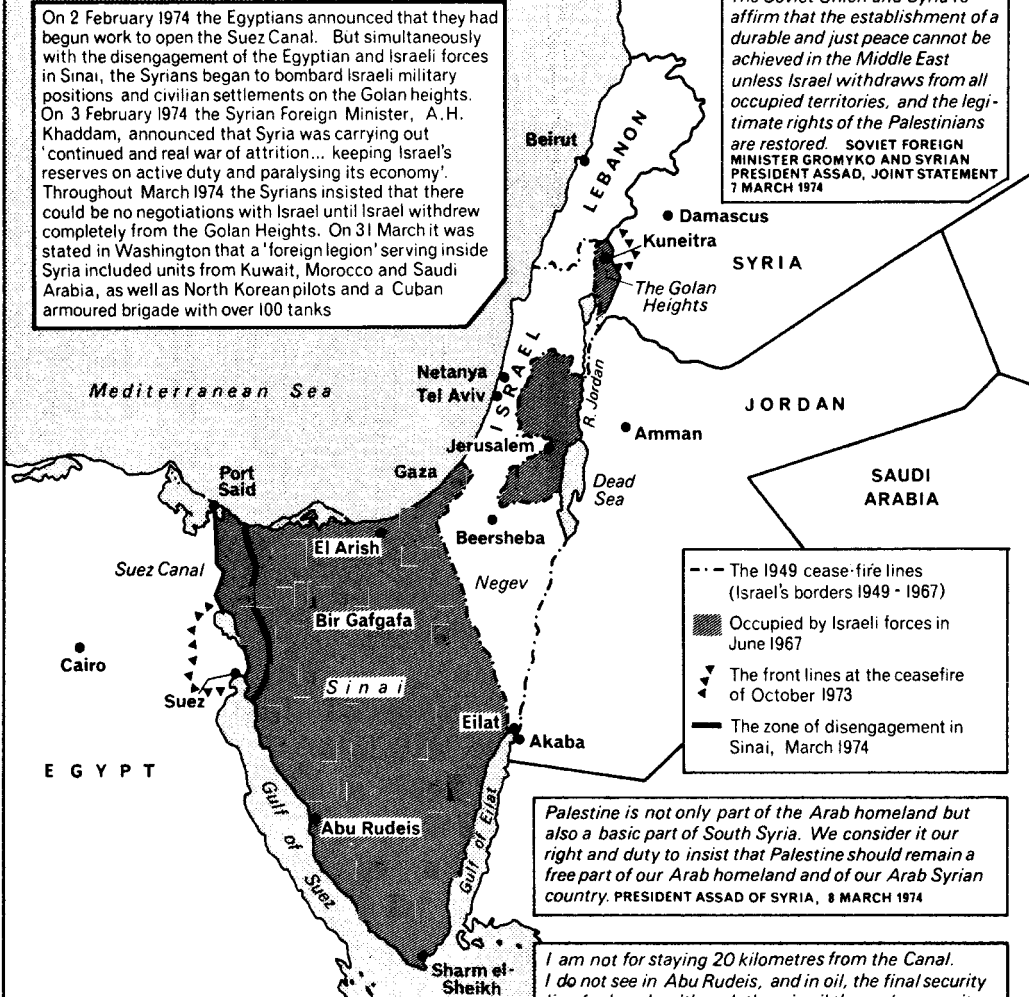 On 2 February 1974 the Egyptians announced that they had
begun work to open the Suez Canal. But simultaneously
with the disengagement of the Egyptian and Israeli forces
in Sinai, the Syrians began to bombard Israeli military
positions and civilian settlements on the Golan heights.
On 3 February 1974 the Syrian Foreign Minister, A.H.
Khaddam, announced that Syria was carrying out
'continued and real war of attrition... keeping Israel's
reserves on active duty and paralysing its economy'.
Throughout March 1974 the Syrians insisted that there
could be no negotiations with Israel until Israel withdrew
completely from the Golan Heights. On 31 March it was
stated in Washington that a 'foreign legion' serving inside
Syria included units from Kuwait, Morocco and Saudi
Arabia, as well as North Korean pilots and a Cuban
armoured brigade with over 100 tanks
affirm that the establishment of a
durable and just peace cannot be
achieved in the Middle East
unless Israel withdraws from all
occupied territories, and the legi-
timate rights of the Palestinians
are restored. SOVIET FOREIGN
MINISTER GROMYKO AND SYRIAN
PRESIDENT ASSAD, JOINT STATEMENT
7 MARCH 1974
Beirut
LEBANON
Damascus
Kuneitra
SYRIA
The Golan
Heights
Mediterranean Sea
Netanya
Tel Aviv
ISRAEL
R. Jordan
JORDAN
Amman
Jerusalem
Gaza
Dead
Sea
SAUDI
ARABIA
Port
Said
El Arish
Beersheba
Suez Canal
Negev
Bir Gafgafa
Cairo
Sinai
Suez
Eilat
Akaba
EGYPT
Gulf of Suez
Abu Rudeis
Gulf of Eilat
Sharm el-
Sheikh
The 1949 cease-fire lines
(Israel's borders 1949 - 1967)
Occupied by Israeli forces in
June 1967
The front lines at the ceasefire
of October 1973
The zone of disengagement in
Sinai, March 1974
Palestine is not only part of the Arab homeland but
also a basic part of South Syria. We consider it our
right and duty to insist that Palestine should remain a
free part of our Arab homeland and of our Arab Syrian
country. PRESIDENT ASSAD OF SYRIA, 8 MARCH 1974
I am not for staying 20 kilometres from the Canal.
I do not see in Abu Rudeis, and in oil, the final security